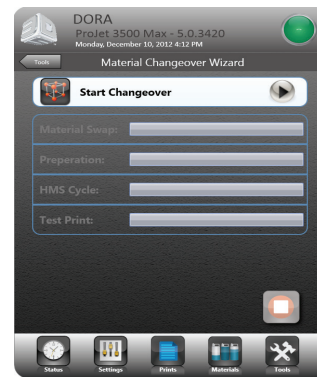 DORA
ProJet 3500 Max - 5.0.3420
Monday, December 10, 2012 4:12 PM
Tools
Material Changeover Wizard
Start Changeover
Material Swap:
Preperation:
HMS Cycle:
Test Print:
Status
Settings
Prints
Materials
Tools